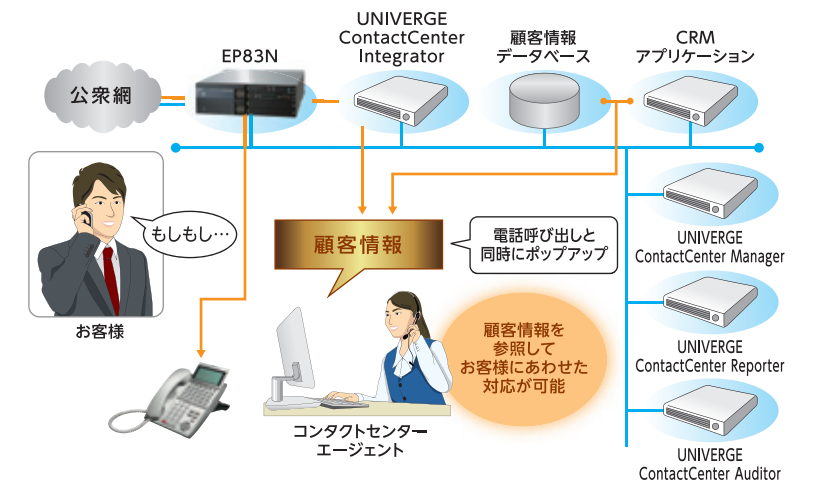 UNIVERGE
ContactCenter
Integrator
EP83N
顧客情報
データベース
CRM
アプリケーション
公衆網
もしもし…
お客様
顧客情報
電話呼び出しと
同時にポップアップ
UNIVERGE
ContactCenter Manager
顧客情報を
参照して
お客様にあわせた
対応が可能
UNIVERGE
ContactCenter Reporter
コンタクトセンター
エージェント
UNIVERGE
ContactCenter Auditor